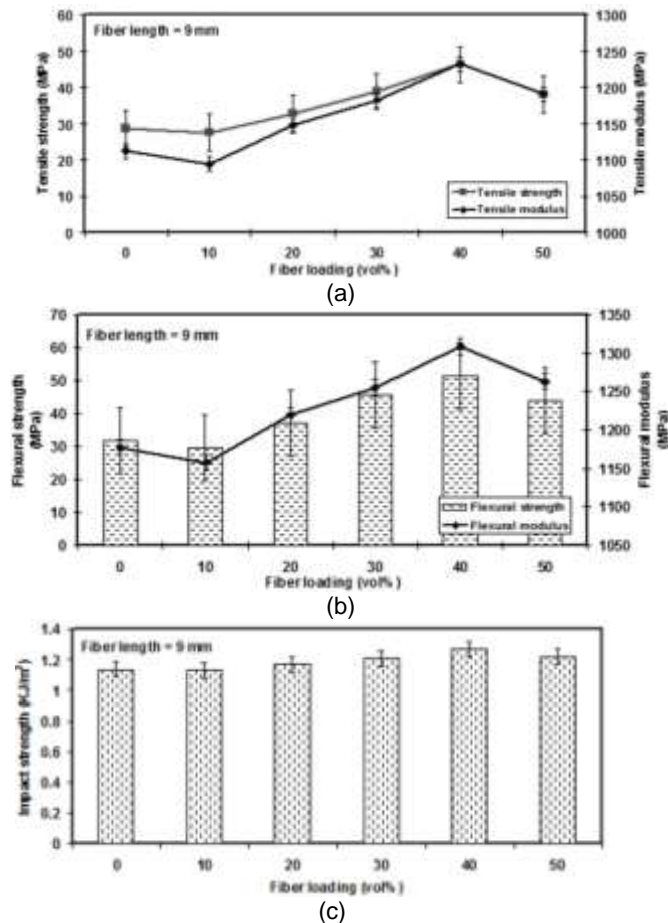 Fiber length = 9 mm
Tensile strength (MPa)
60
50
40
30
20
10
0
1300
1250
1200
1150
1100
1050
1000
Tensile modulus (MPa)
Tensile strength
Tensile modulus
0 10 20 30 40 50
Fiber loading (vol%)
(a)
Fiber length = 9 mm
Flexural strength
(MPa)
70
60
50
40
30
20
10
0
1350
1300
1250
1200
1150
1100
1050
Flexural modulus
(MPa)
Flexural strength
Flexural modulus
0 10 20 30 40 50
Fiber loading (vol%)
(b)
Fiber length = 9 mm
Impact strength (KJ/m²)
1.4
1.2
1
0.8
0.6
0.4
0.2
0
0 10 20 30 40 50
Fiber loading (vol%)
(c)